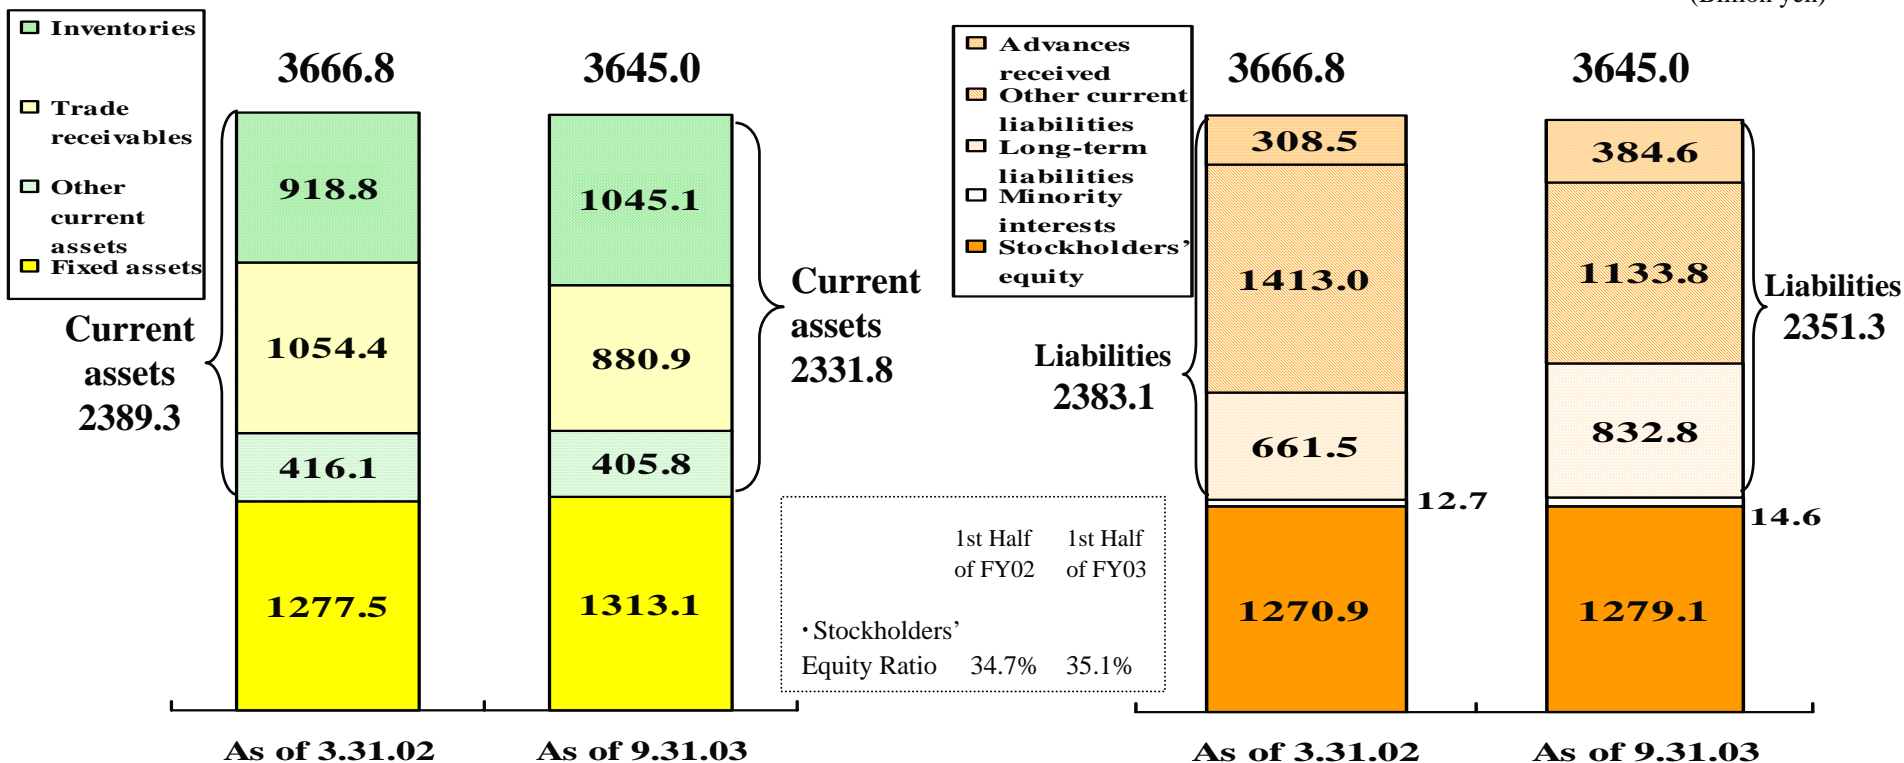 (Billion yen)
Inventories
Trade
receivables
Other
current
assets
Fixed assets
3666.8
3645.0
918.8
1045.1
1054.4
880.9
416.1
405.8
1277.5
1313.1
Current
assets
2389.3
Current
assets
2331.8
As of 3.31.02
As of 9.31.03
1st Half
1st Half
of FY02
of FY03
・Stockholders’
Equity Ratio 34.7% 35.1%
Advances
received
Other current
liabilities
Long-term
liabilities
Minority
interests
Stockholders’
equity
3666.8
3645.0
308.5
384.6
1413.0
1133.8
661.5
832.8
12.7
14.6
1270.9
1279.1
Liabilities
2383.1
Liabilities
2351.3
As of 3.31.02
As of 9.31.03